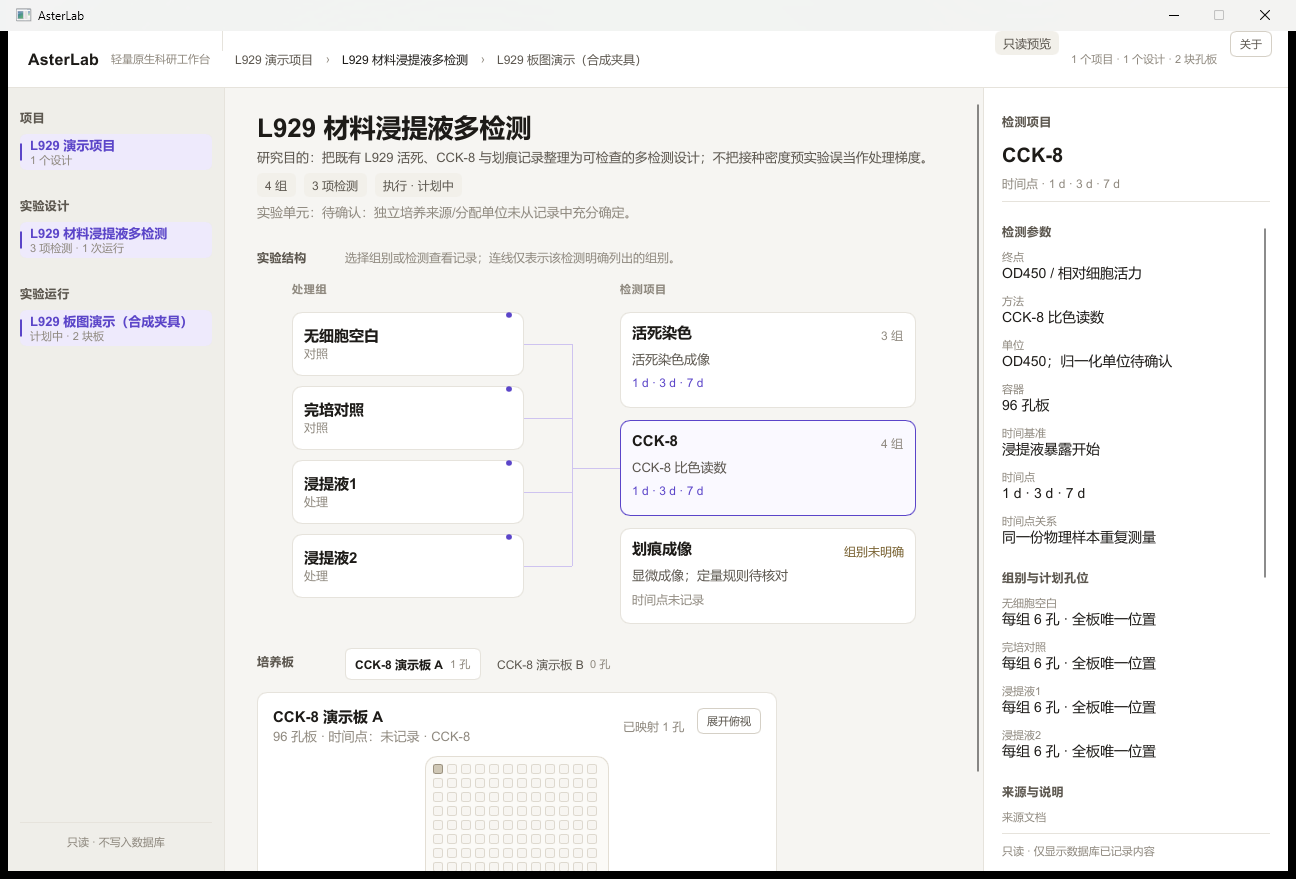 AsterLab
AsterLab 轻量原生科研工作台
L929 演示项目 › L929 材料浸提液多检测 › L929 板图演示（合成夹具）
只读预览
1 个项目 · 1 个设计 · 2 块孔板
关于
项目
L929 演示项目
1 个设计
实验设计
L929 材料浸提液多检测
3 项检测 · 1 次运行
实验运行
L929 板图演示（合成夹具）
计划中 · 2 块板
只读 · 不写入数据库
L929 材料浸提液多检测
研究目的：把既有 L929 活死、CCK-8 与划痕记录整理为可检查的多检测设计；不把接种密度预实验误当作处理梯度。
4 组 3 项检测 执行 · 计划中
实验单元：待确认：独立培养来源/分配单位未从记录中充分确定。
实验结构 选择组别或检测查看记录；连线仅表示该检测明确列出的组别。
处理组
无细胞空白
对照
完培对照
对照
浸提液1
处理
浸提液2
处理
检测项目
活死染色 3 组
活死染色成像
1 d · 3 d · 7 d
CCK-8 4 组
CCK-8 比色读数
1 d · 3 d · 7 d
划痕成像 组别未明确
显微成像；定量规则待核对
时间点未记录
培养板 CCK-8 演示板 A 1 孔 CCK-8 演示板 B 0 孔
CCK-8 演示板 A
96 孔板 · 时间点：未记录 · CCK-8
已映射 1 孔 展开俯视
检测项目
CCK-8
时间点 · 1 d · 3 d · 7 d
检测参数
终点
OD450 / 相对细胞活力
方法
CCK-8 比色读数
单位
OD450；归一化单位待确认
容器
96 孔板
时间基准
浸提液暴露开始
时间点
1 d · 3 d · 7 d
时间点关系
同一份物理样本重复测量
组别与计划孔位
无细胞空白
每组 6 孔 · 全板唯一位置
完培对照
每组 6 孔 · 全板唯一位置
浸提液1
每组 6 孔 · 全板唯一位置
浸提液2
每组 6 孔 · 全板唯一位置
来源与说明
来源文档
只读 · 仅显示数据库已记录内容